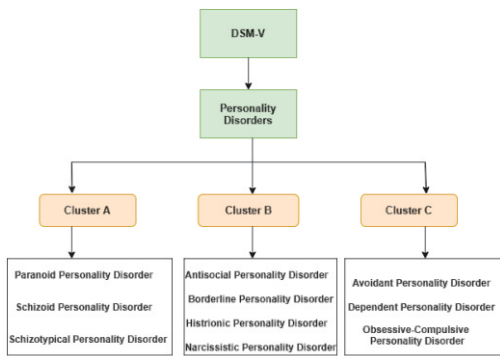 DSM-V
Personality
Disorders
Cluster A
Cluster B
Cluster C
Paranoid Personality Disorder
Schizoid Personality Disorder
Schizotypical Personality Disorder
Antisocial Personality Disorder
Borderline Personality Disorder
Histrionic Personality Disorder
Narcissistic Personality Disorder
Avoidant Personality Disorder
Dependent Personality Disorder
Obsessive-Compulsive
Personality Disorder